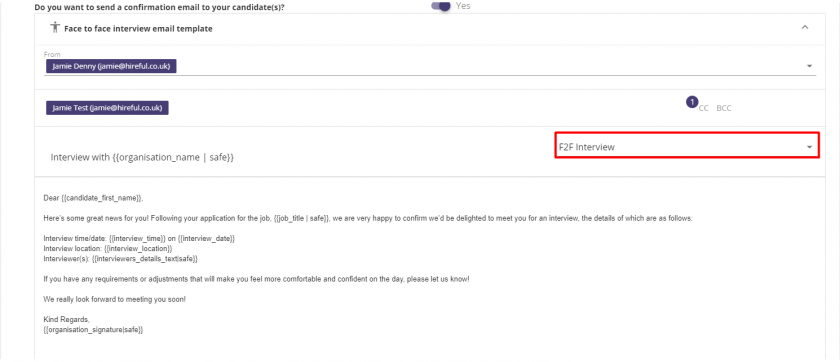 Do you want to send a confirmation email to your candidate(s)? Yes
Face to face interview email template
From
Jamie Denny (jamie@hireful.co.uk)
Jamie Test (jamie@hireful.co.uk) 1 CC BCC
F2F Interview
Interview with {{organisation_name | safe}}
Dear {{candidate_first_name}},
Here's some great news for you! Following your application for the job, {{job_title | safe}}, we are very happy to confirm we'd be delighted to meet you for an interview, the details of which are as follows:
Interview time/date: {{interview_time}} on {{interview_date}}
Interview location: {{interview_location}}
Interviewer(s): {{interviewers_details_text|safe}}
If you have any requirements or adjustments that will make you feel more comfortable and confident on the day, please let us know!
We really look forward to meeting you soon!
Kind Regards,
{{organisation_signature|safe}}